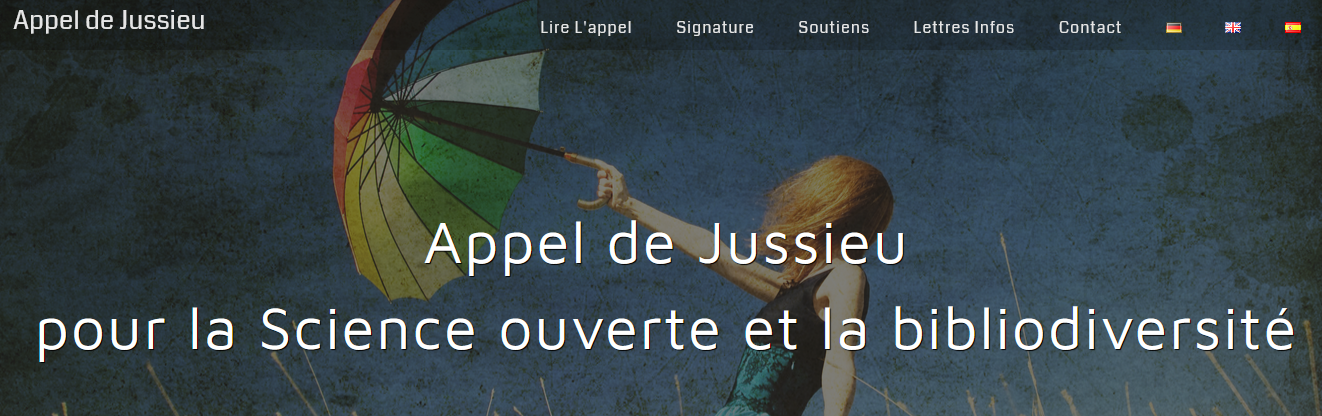 Appel de Jussieu
Lire L'appel Signature Soutiens Lettres Infos Contact
Appel de Jussieu
pour la Science ouverte et la bibliodiversité